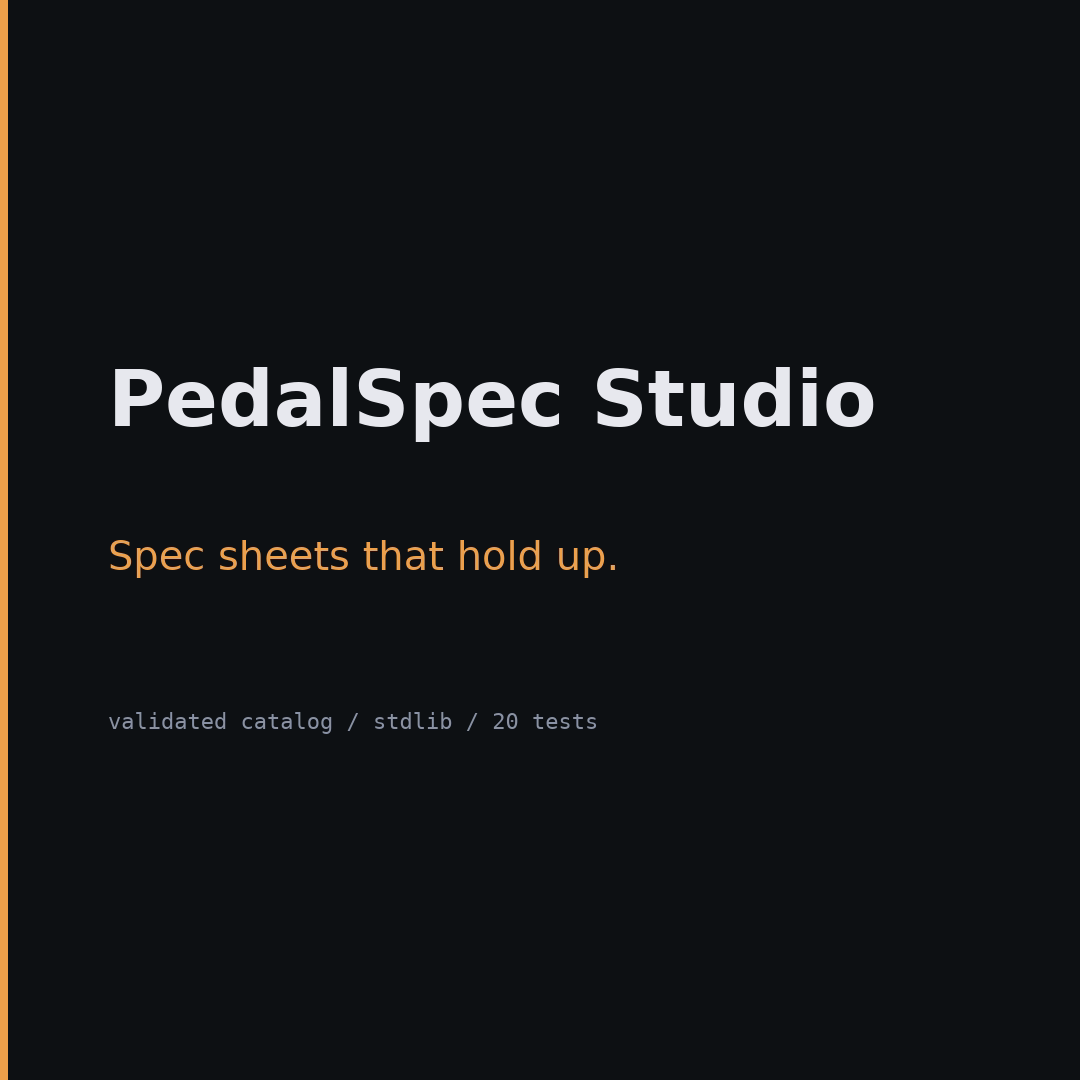 PedalSpec Studio
Spec sheets that hold up.
validated catalog / stdlib / 20 tests